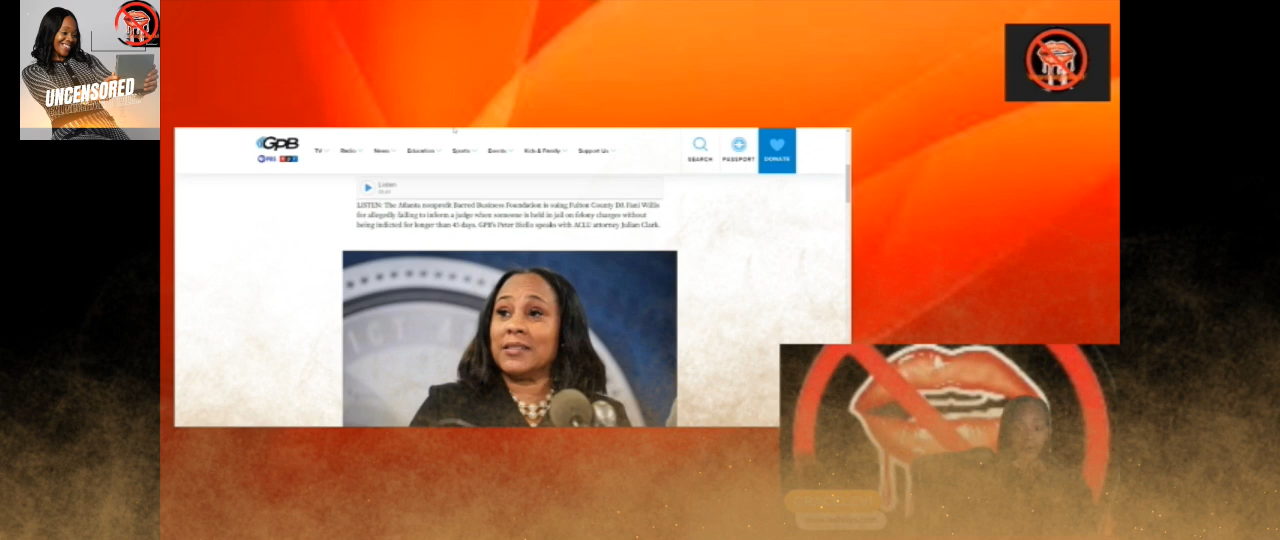 UNCENSORED
GPB
PBS
npr
TV
Radio
News
Education
Sports
Events
Kids & Family
Support Us
SEARCH
PASSPORT
DONATE
Listen
LISTEN: The Atlanta nonprofit Barred Business Foundation is suing Fulton County DA Fani Willis
for allegedly failing to inform a judge when someone is held in jail on felony charges without
being indicted for longer than 45 days. GPB's Peter Biello speaks with ACLU attorney Julian Clark.
ICT A